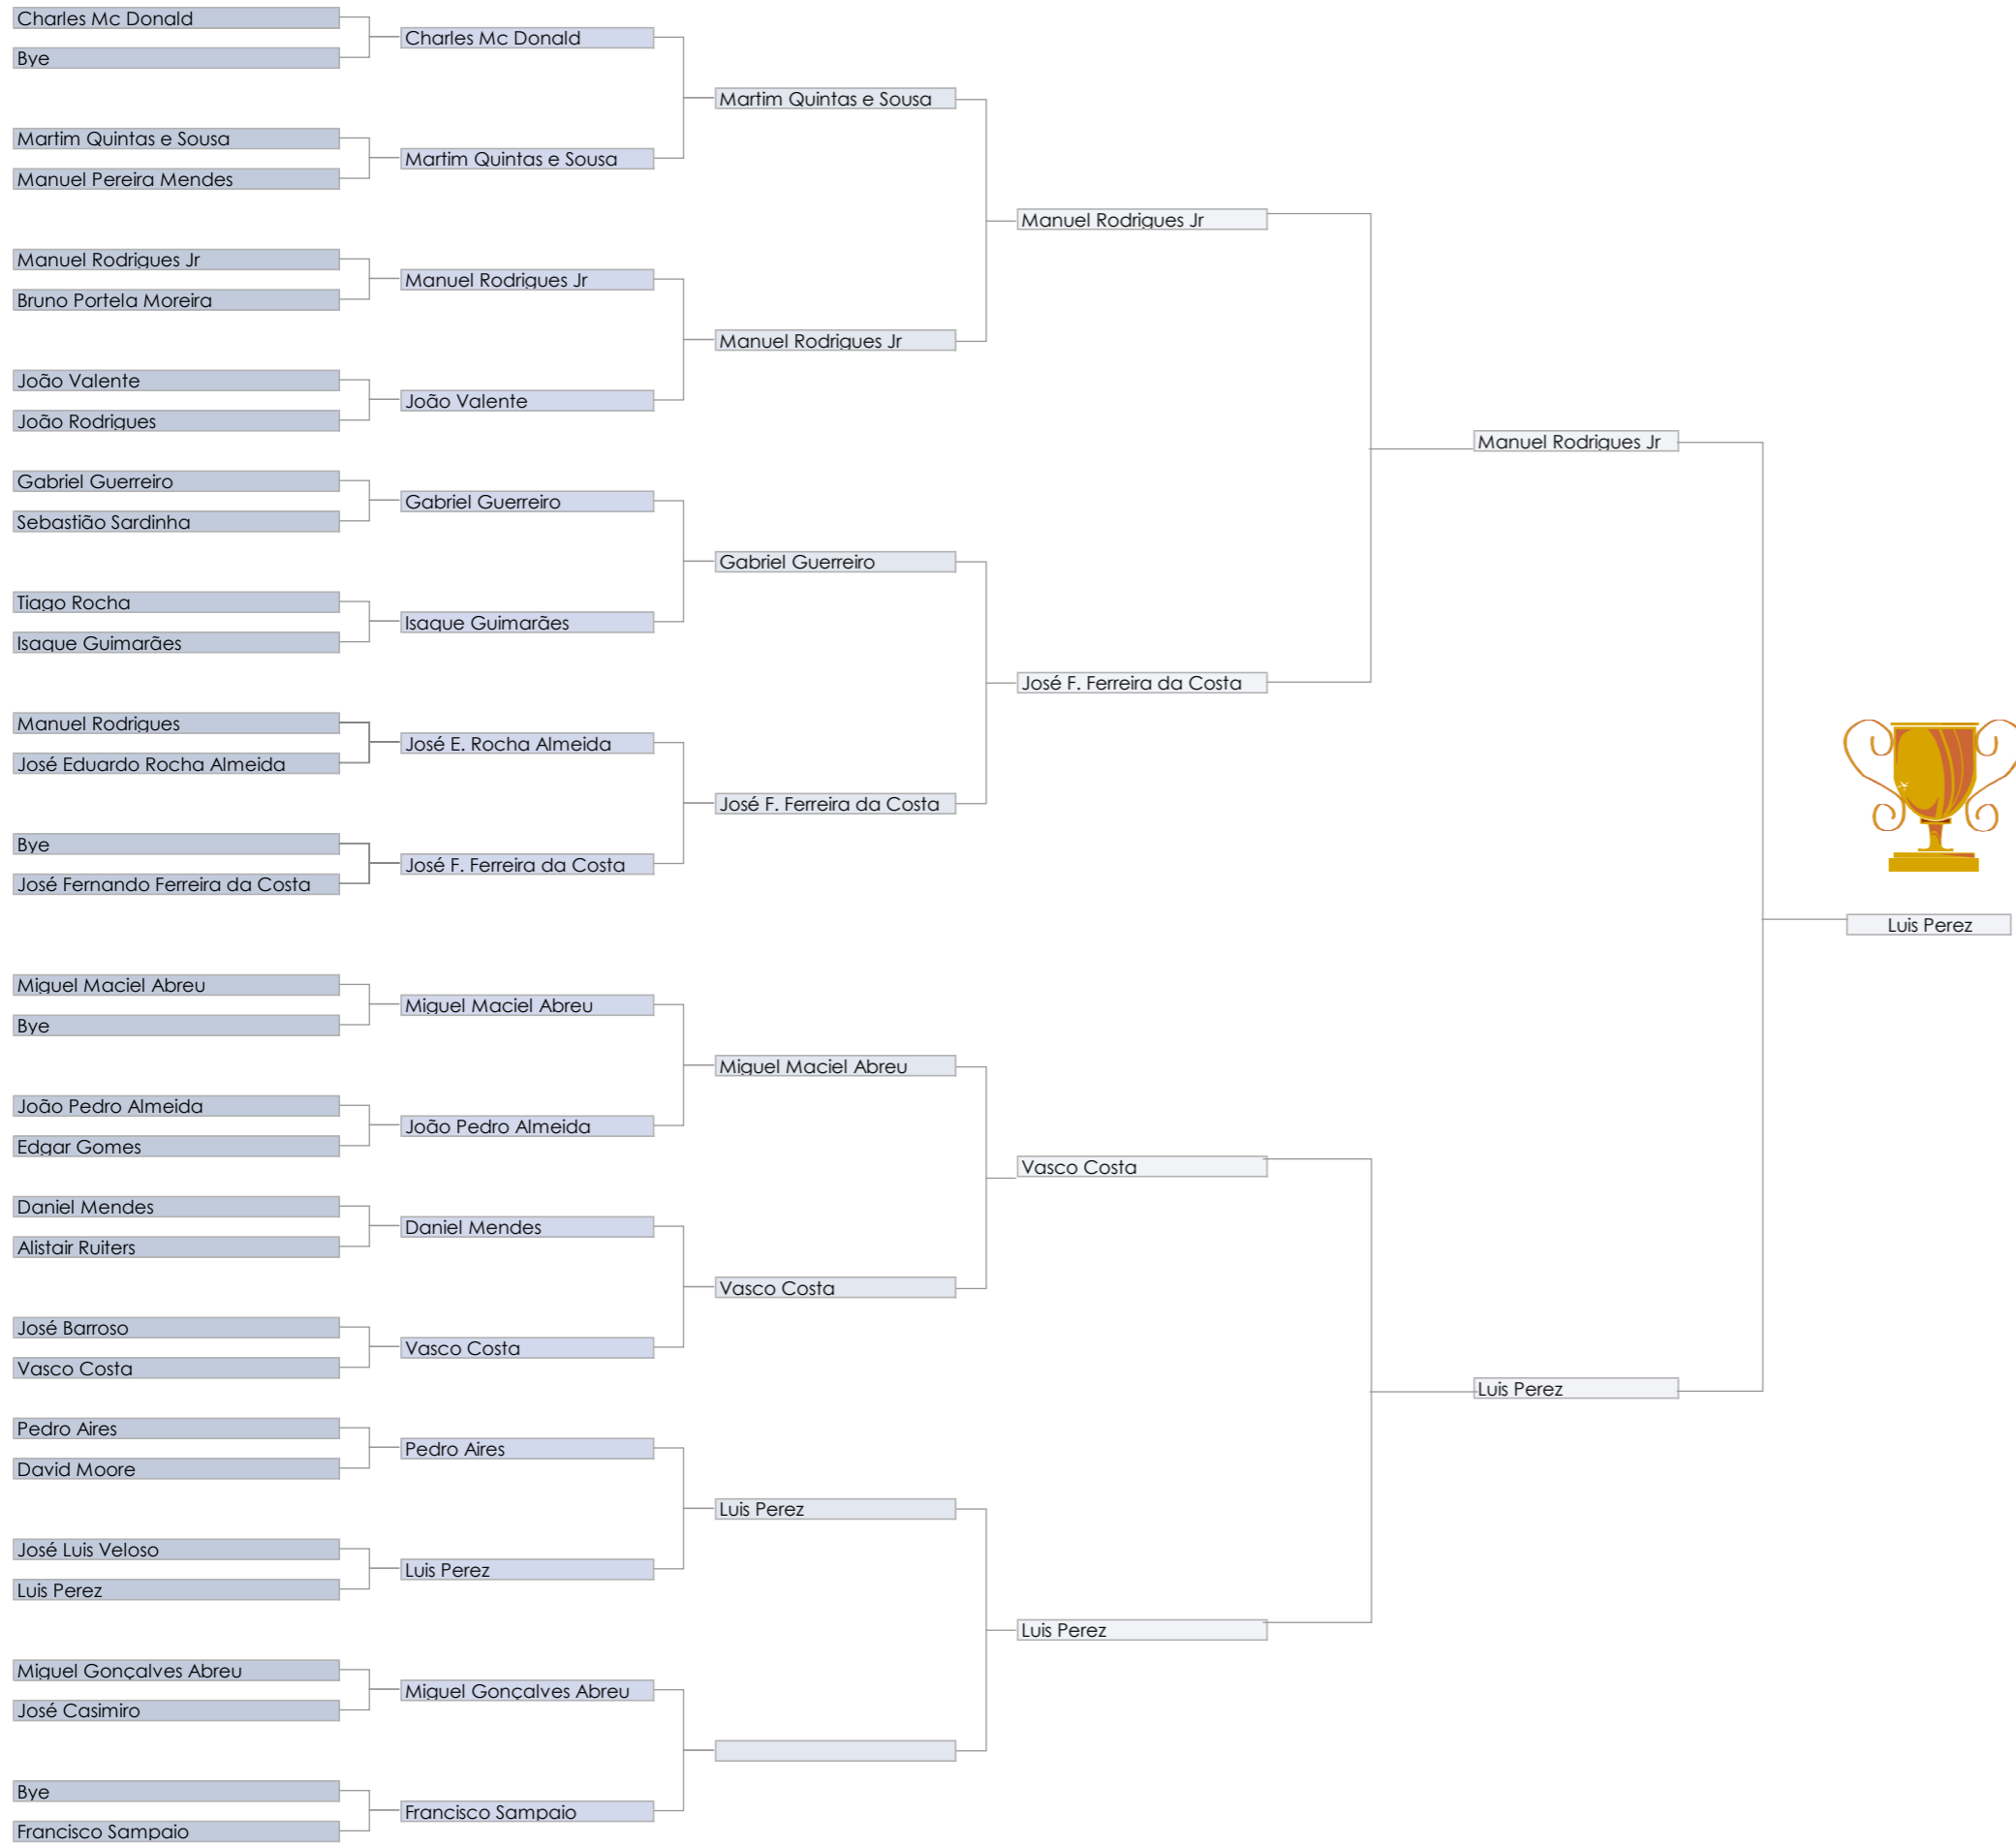 Charles Mc Donald
Bye
Martim Quintas e Sousa
Manuel Pereira Mendes
Manuel Rodrigues Jr
Bruno Portela Moreira
João Valente
João Rodrigues
Gabriel Guerreiro
Sebastião Sardinha
Tiago Rocha
Isaque Guimarães
Manuel Rodrigues
José Eduardo Rocha Almeida
Bye
José Fernando Ferreira da Costa
Miguel Maciel Abreu
Bye
João Pedro Almeida
Edgar Gomes
Daniel Mendes
Alistair Ruiters
José Barroso
Vasco Costa
Pedro Aires
David Moore
José Luis Veloso
Luis Perez
Miguel Gonçalves Abreu
José Casimiro
Bye
Francisco Sampaio
Charles Mc Donald
Martim Quintas e Sousa
Manuel Rodrigues Jr
João Valente
Gabriel Guerreiro
Isaque Guimarães
José E. Rocha Almeida
José F. Ferreira da Costa
Miguel Maciel Abreu
João Pedro Almeida
Daniel Mendes
Vasco Costa
Pedro Aires
Luis Perez
Miguel Gonçalves Abreu
Francisco Sampaio
Martim Quintas e Sousa
Manuel Rodrigues Jr
Gabriel Guerreiro
José F. Ferreira da Costa
Miguel Maciel Abreu
Vasco Costa
Luis Perez
Manuel Rodrigues Jr
José F. Ferreira da Costa
Vasco Costa
Luis Perez
Manuel Rodrigues Jr
Luis Perez
Luis Perez